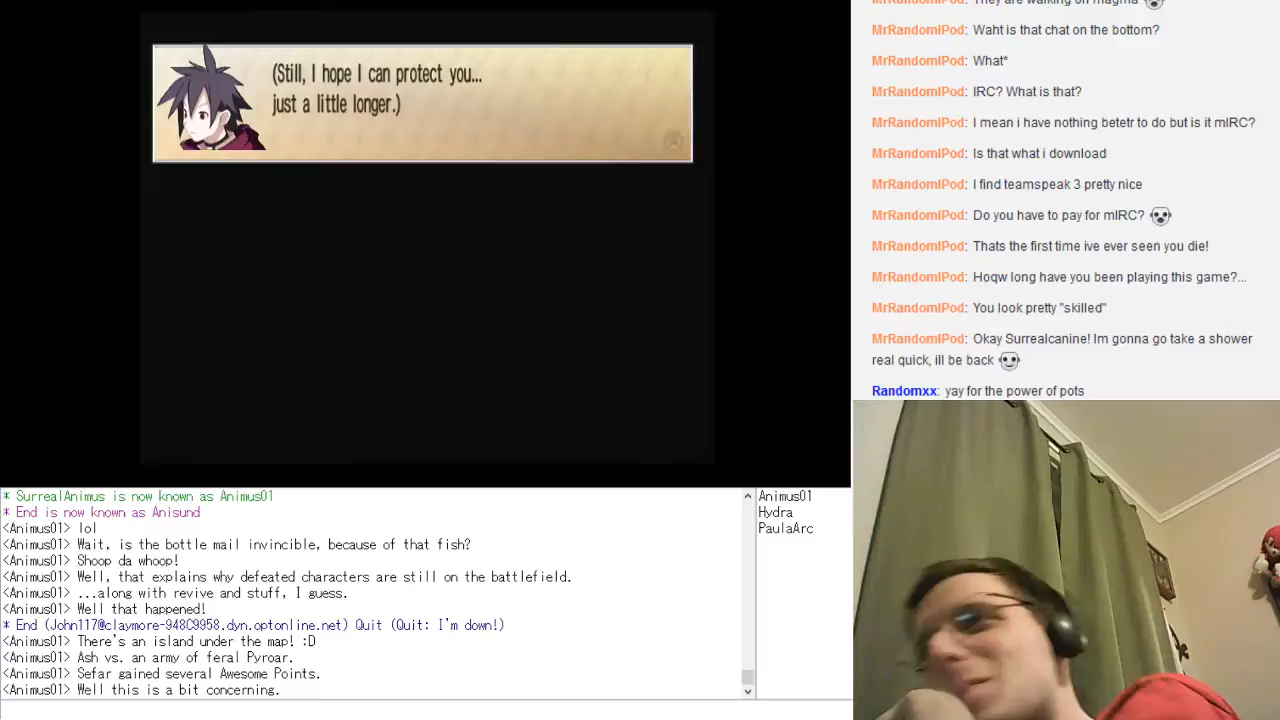 (Still, I hope I can protect you...
just a little longer.)
They are walking on magma
MrRandomIPod: Waht is that chat on the bottom?
MrRandomIPod: What*
MrRandomIPod: IRC? What is that?
MrRandomIPod: I mean i have nothing betetr to do but is it mIRC?
MrRandomIPod: Is that what i download
MrRandomIPod: I find teamspeak 3 pretty nice
MrRandomIPod: Do you have to pay for mIRC?
MrRandomIPod: Thats the first time ive ever seen you die!
MrRandomIPod: Hoqw long have you been playing this game?...
MrRandomIPod: You look pretty "skilled"
MrRandomIPod: Okay Surrealcanine! Im gonna go take a shower
real quick, ill be back
Randomxx: yay for the power of pots
* SurrealAnimus is now known as Animus01
* End is now known as Anisund
<Animus01> lol
<Animus01> Wait, is the bottle mail invincible, because of that fish?
<Animus01> Shoop da whoop!
<Animus01> Well, that explains why defeated characters are still on the battlefield.
<Animus01> ...along with revive and stuff, I guess.
<Animus01> Well that happened!
* End (John117@claymore-948C9958.dyn.optonline.net) Quit (Quit: I'm down!)
<Animus01> There's an island under the map! :D
<Animus01> Ash vs. an army of feral Pyroar.
<Animus01> Sefar gained several Awesome Points.
<Animus01> Well this is a bit concerning.
Animus01
Hydra
PaulaArc